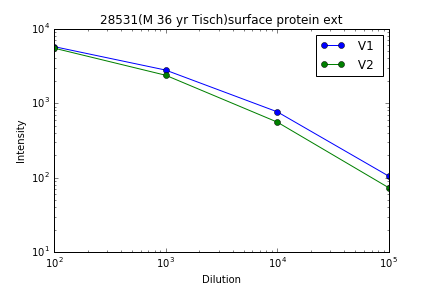 28531(M 36 yr Tisch)surface protein ext
10^4
10^3
10^2
10^1
Intensity
V1
V2
10^2 10^3 10^4 10^5
Dilution